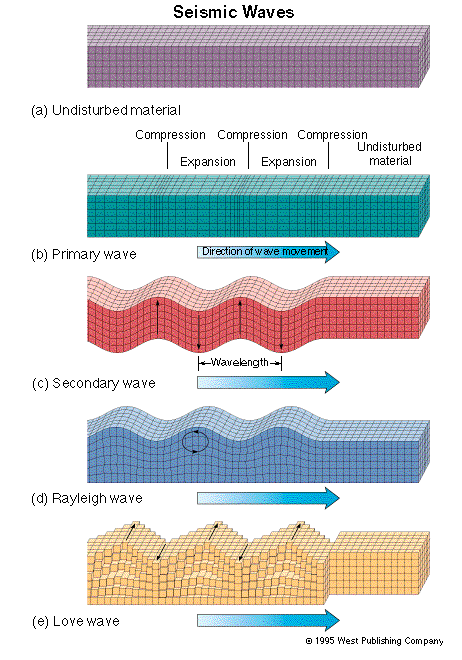 Seismic Waves
(a) Undisturbed material
Compression Compression Compression
Expansion Expansion Undisturbed
material
(b) Primary wave
Direction of wave movement
Wavelength
(c) Secondary wave
(d) Rayleigh wave
(e) Love wave
© 1995 West Publishing Company